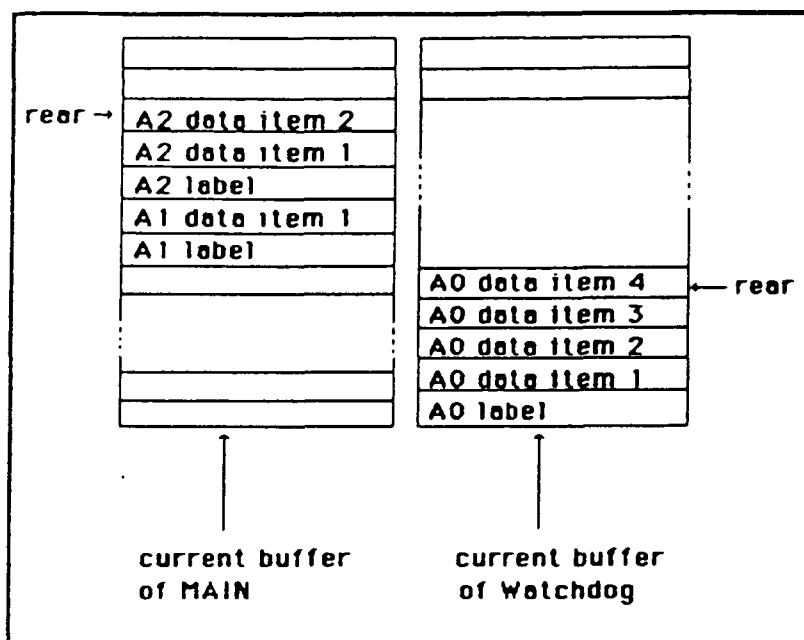 rear →
A2 data item 2
A2 data item 1
A2 label
A1 data item 1
A1 label
A0 data item 4
← rear
A0 data item 3
A0 data item 2
A0 data item 1
A0 label
current buffer
of MAIN
current buffer
of Watchdog